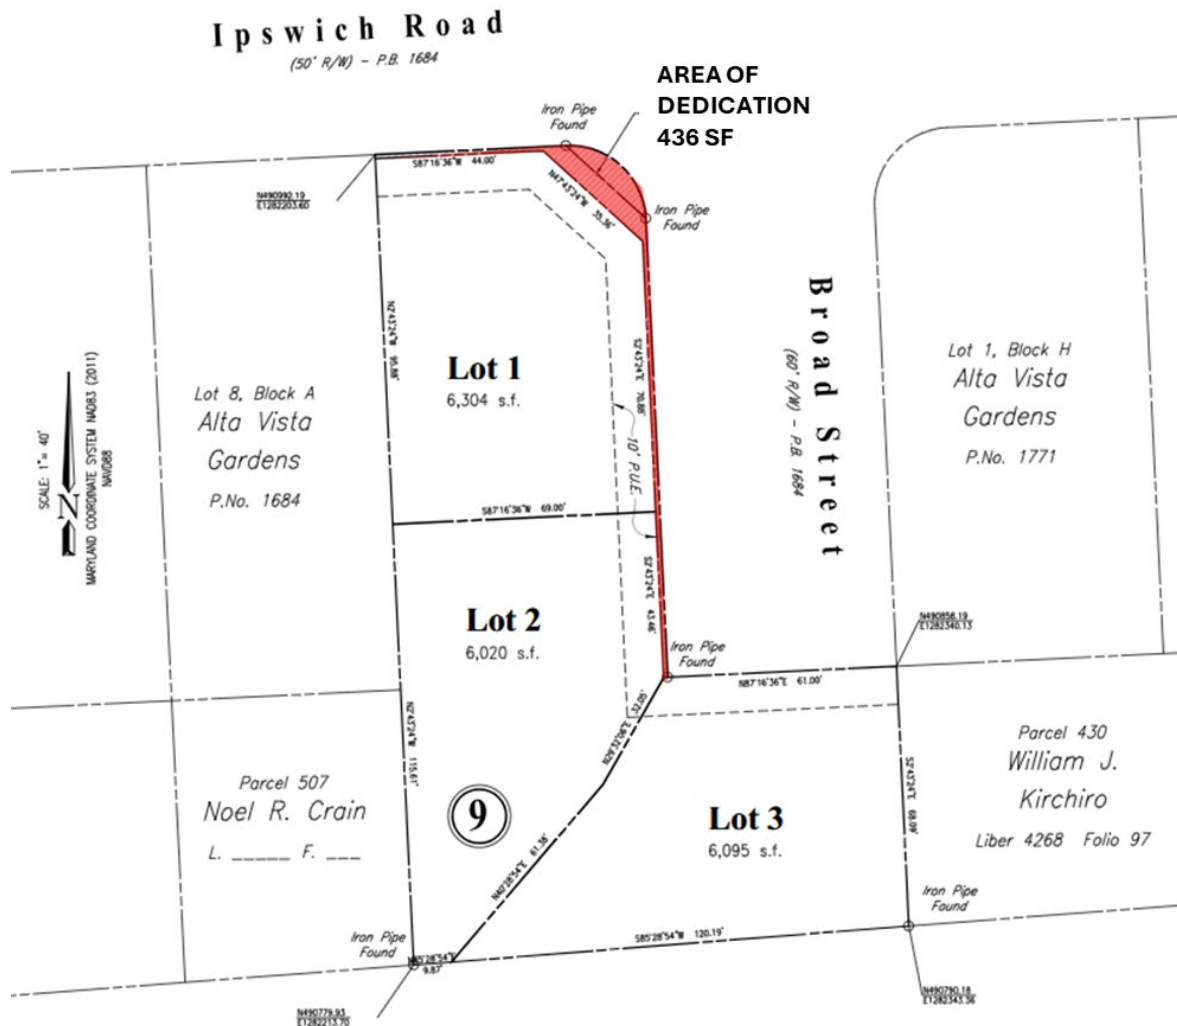 Ipswich Road
(50' R/W) - P.B. 1684
AREA OF
DEDICATION
436 SF
Iron Pipe
Found
S87°16'36"W 44.00'
N47°43'24"W 35.36'
Iron Pipe
Found
N490992.19
E1282203.60
N2°43'24"W 95.88'
Lot 1
6,304 s.f.
S2°43'24"E 70.88'
10' P.U.E.
Broad Street
(60' R/W) - P.B. 1684
Lot 1, Block H
Alta Vista
Gardens
P.No. 1771
Lot 8, Block A
Alta Vista
Gardens
P.No. 1684
SCALE: 1"= 40'
N
MARYLAND COORDINATE SYSTEM NAD83 (2011)
NAVD88
S87°16'36"W 69.00'
S2°43'24"E 43.46'
Lot 2
6,020 s.f.
Iron Pipe
Found
N490856.19
E1282340.13
N87°16'36"E 61.00'
32.05'
N2°43'24"W 115.61'
Parcel 507
Noel R. Crain
L. _____ F. ___
9
Lot 3
6,095 s.f.
S2°43'24"E 68.09'
Parcel 430
William J.
Kirchiro
Liber 4268 Folio 97
N40°28'54"E 61.38'
Iron Pipe
Found
S85°28'54"W 120.19'
Iron Pipe
Found
9.87'
N490779.93
E1282213.70
N490790.18
E1282343.36